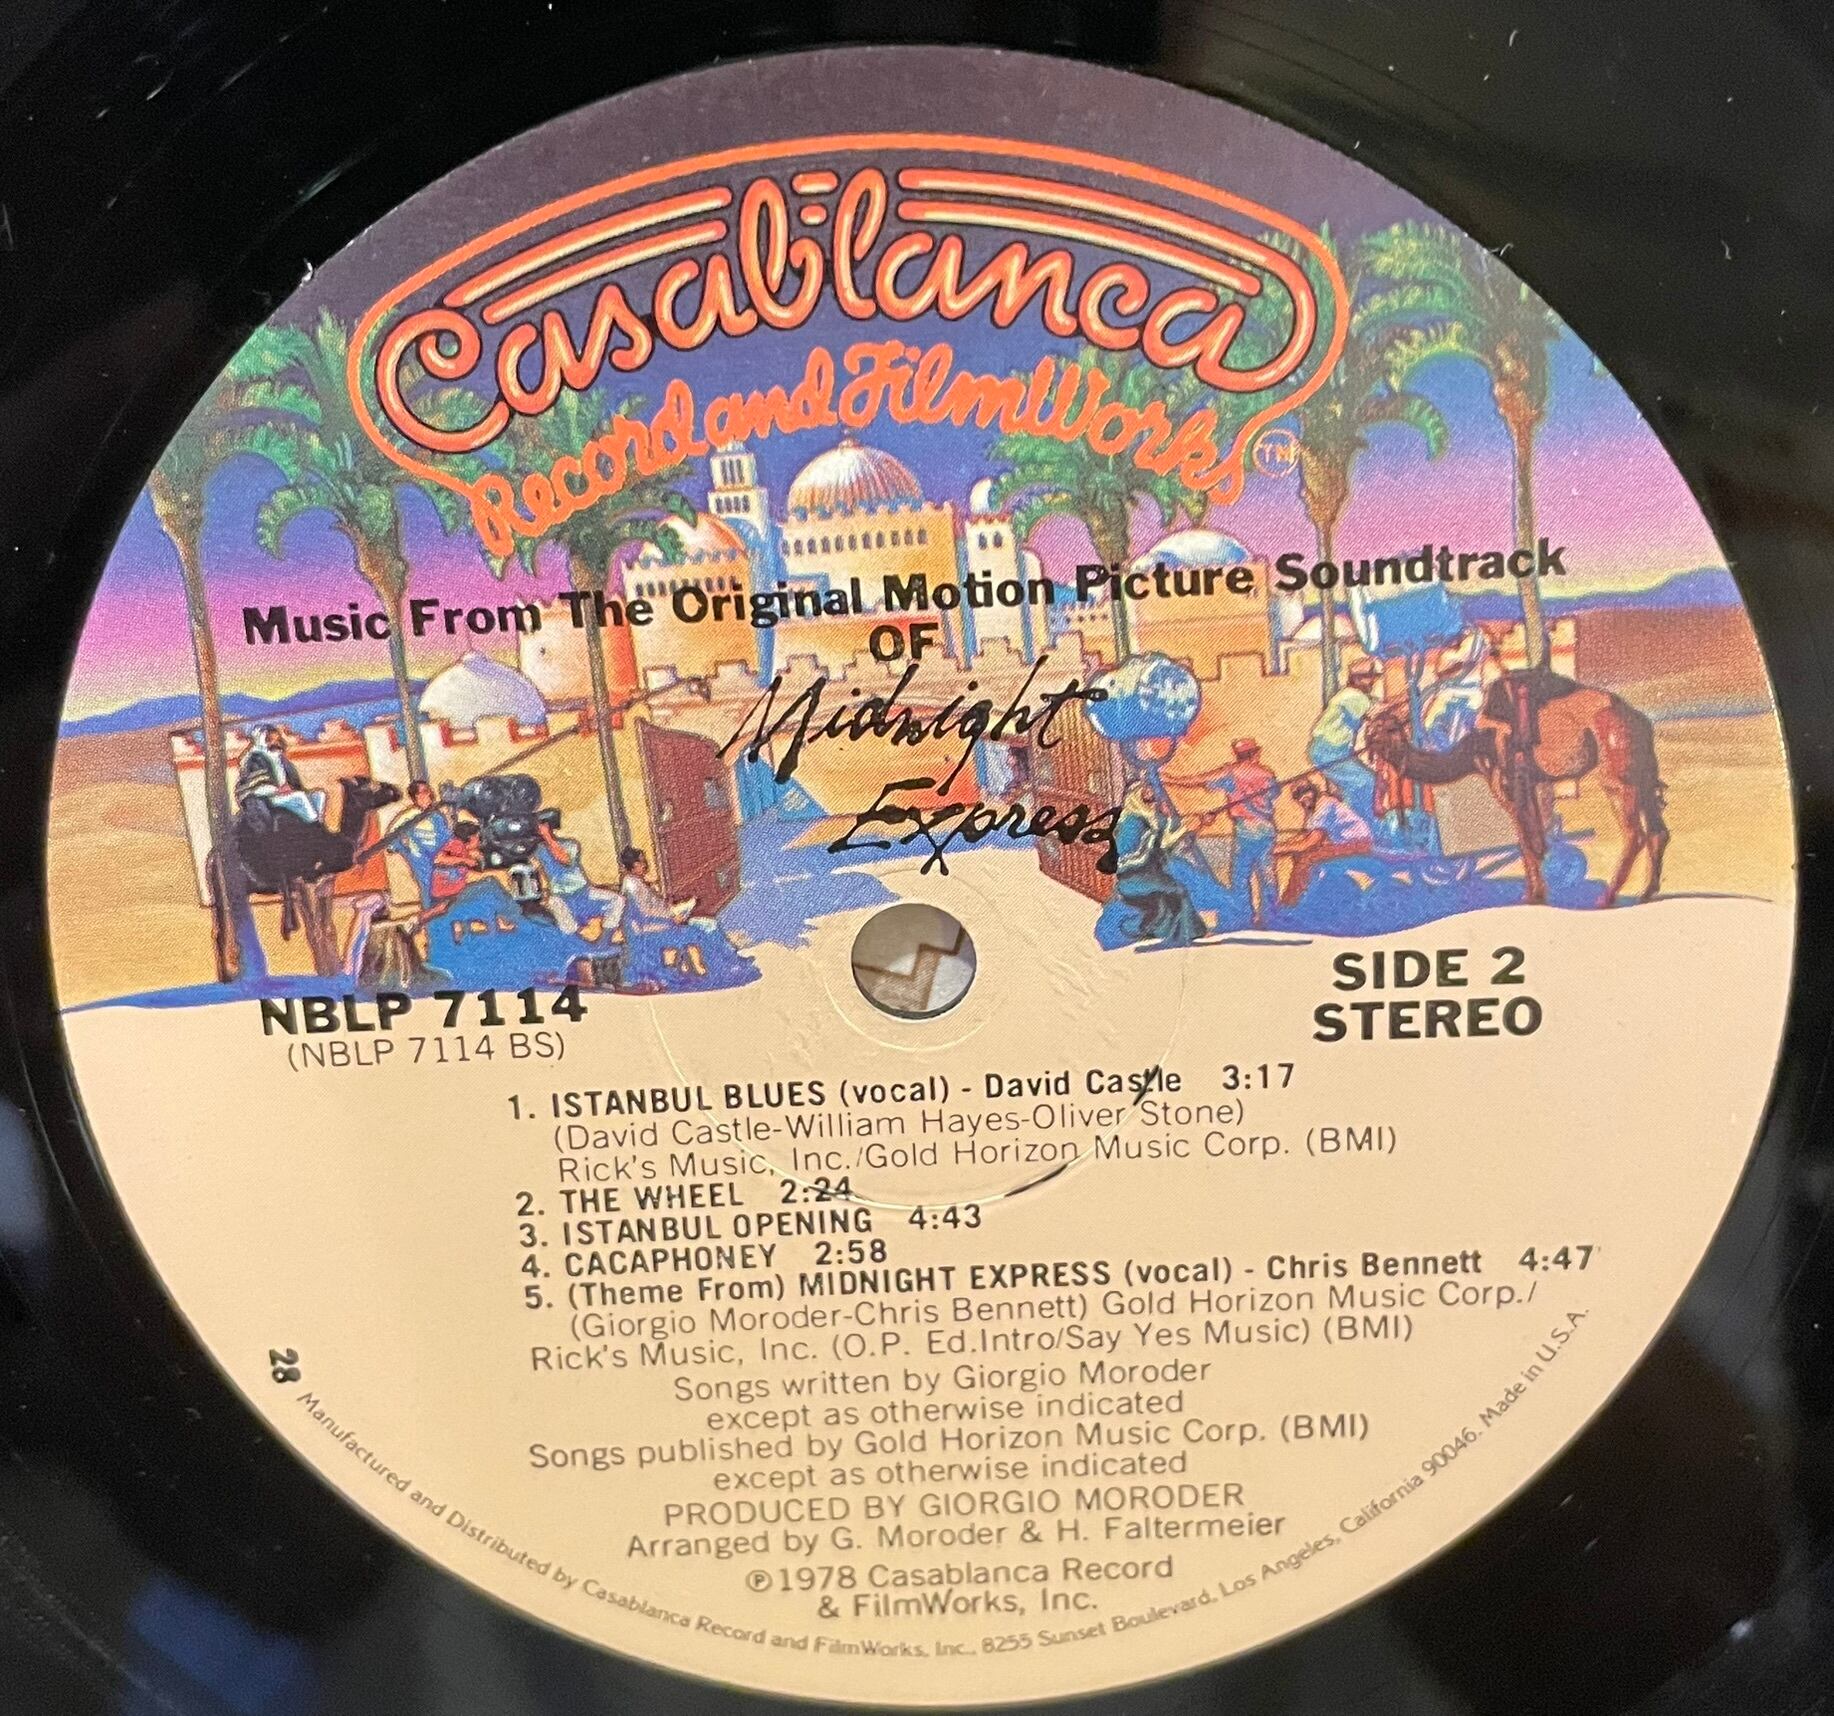 Casablanca
Record and FilmWorks TM
Music From The Original Motion Picture Soundtrack
OF
Midnight
Express
NBLP 7114
(NBLP 7114 BS)
SIDE 2
STEREO
1. ISTANBUL BLUES (vocal) - David Castle 3:17
(David Castle-William Hayes-Oliver Stone)
Rick's Music, Inc./Gold Horizon Music Corp. (BMI)
2. THE WHEEL 2:24
3. ISTANBUL OPENING 4:43
4. CACAPHONEY 2:58
5. (Theme From) MIDNIGHT EXPRESS (vocal) - Chris Bennett 4:47
(Giorgio Moroder-Chris Bennett) Gold Horizon Music Corp./
Rick's Music, Inc. (O.P. Ed.Intro/Say Yes Music) (BMI)
Songs written by Giorgio Moroder
except as otherwise indicated
Songs published by Gold Horizon Music Corp. (BMI)
except as otherwise indicated
PRODUCED BY GIORGIO MORODER
Arranged by G. Moroder & H. Faltermeier
℗1978 Casablanca Record
& FilmWorks, Inc.
28
Manufactured and Distributed by Casablanca Record and FilmWorks, Inc., 8255 Sunset Boulevard, Los Angeles, California 90046. Made in U.S.A.